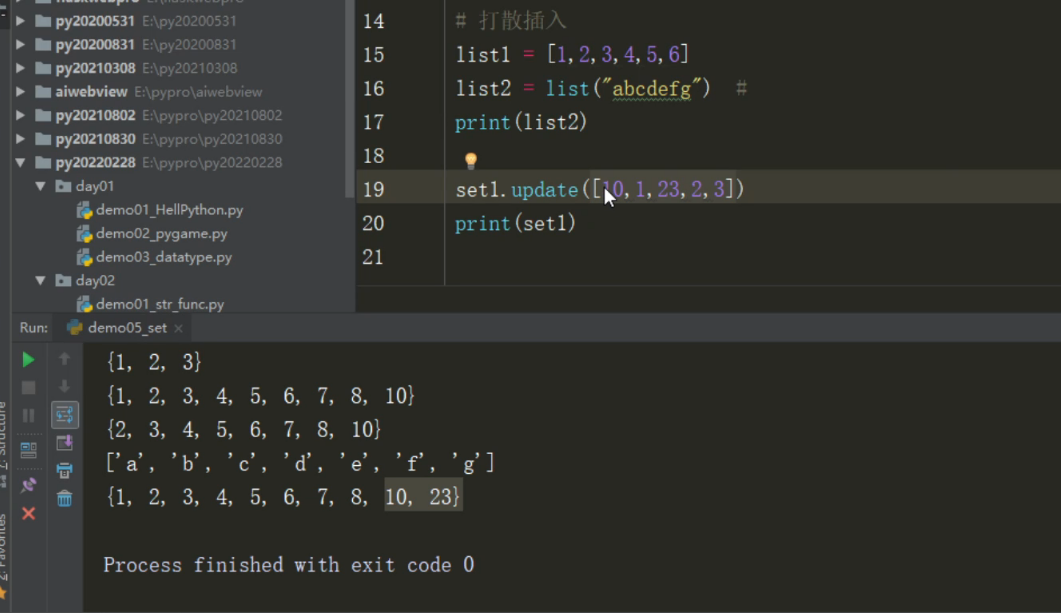 py20200531 E:\py20200531
py20200831 E:\py20200831
py20210308 E:\py20210308
aiwebview E:\pypro\aiwebview
py20210802 E:\pypro\py20210802
py20210830 E:\pypro\py20210830
py20220228 E:\pypro\py20220228
day01
demo01_HellPython.py
demo02_pygame.py
demo03_datatype.py
day02
demo01_str_func.py
14 # 打散插入
15 list1 = [1,2,3,4,5,6]
16 list2 = list("abcdefg") #
17 print(list2)
18
19 set1.update([10,1,23,2,3])
20 print(set1)
21
Run: demo05_set ×
{1, 2, 3}
{1, 2, 3, 4, 5, 6, 7, 8, 10}
{2, 3, 4, 5, 6, 7, 8, 10}
['a', 'b', 'c', 'd', 'e', 'f', 'g']
{1, 2, 3, 4, 5, 6, 7, 8, 10, 23}
Process finished with exit code 0
Z: Structure
2: Favorites